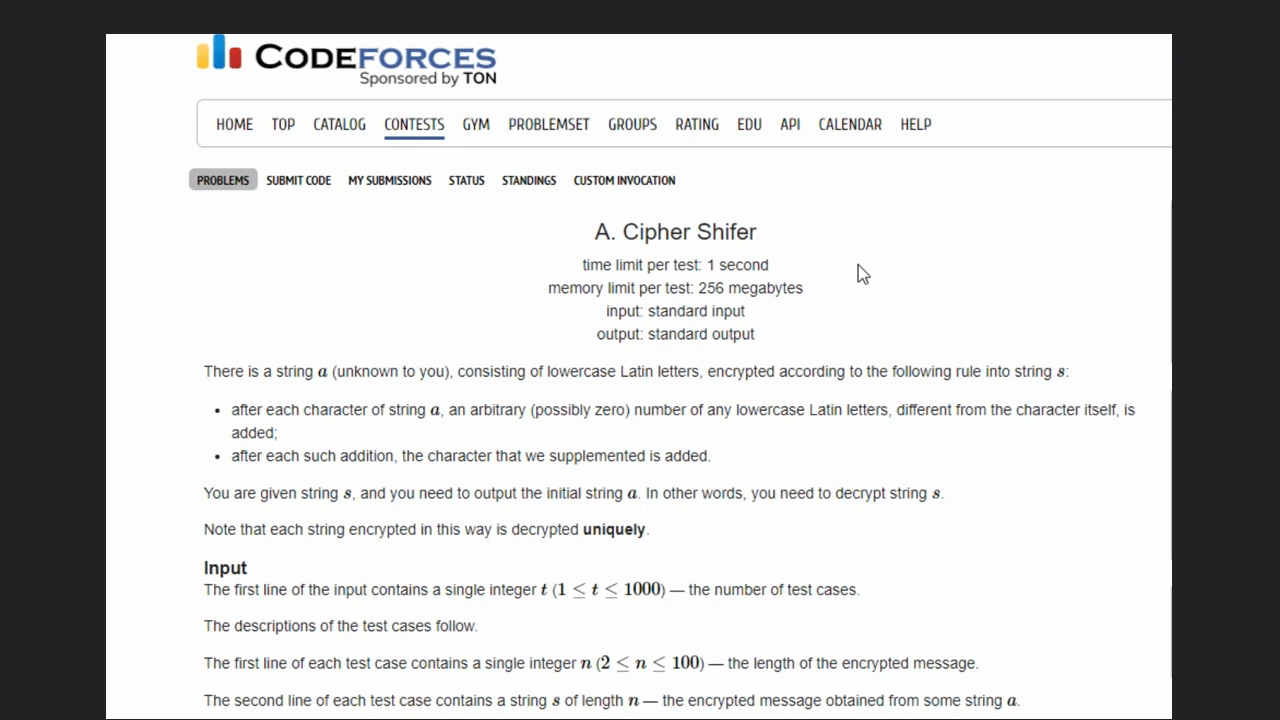 CODEFORCES
Sponsored by TON
HOME TOP CATALOG CONTESTS GYM PROBLEMSET GROUPS RATING EDU API CALENDAR HELP
PROBLEMS SUBMIT CODE MY SUBMISSIONS STATUS STANDINGS CUSTOM INVOCATION
A. Cipher Shifer
time limit per test: 1 second
memory limit per test: 256 megabytes
input: standard input
output: standard output
There is a string a (unknown to you), consisting of lowercase Latin letters, encrypted according to the following rule into string s:
• after each character of string a, an arbitrary (possibly zero) number of any lowercase Latin letters, different from the character itself, is
added;
• after each such addition, the character that we supplemented is added.
You are given string s, and you need to output the initial string a. In other words, you need to decrypt string s.
Note that each string encrypted in this way is decrypted uniquely.
Input
The first line of the input contains a single integer t (1 ≤ t ≤ 1000) — the number of test cases.
The descriptions of the test cases follow.
The first line of each test case contains a single integer n (2 ≤ n ≤ 100) — the length of the encrypted message.
The second line of each test case contains a string s of length n — the encrypted message obtained from some string a.